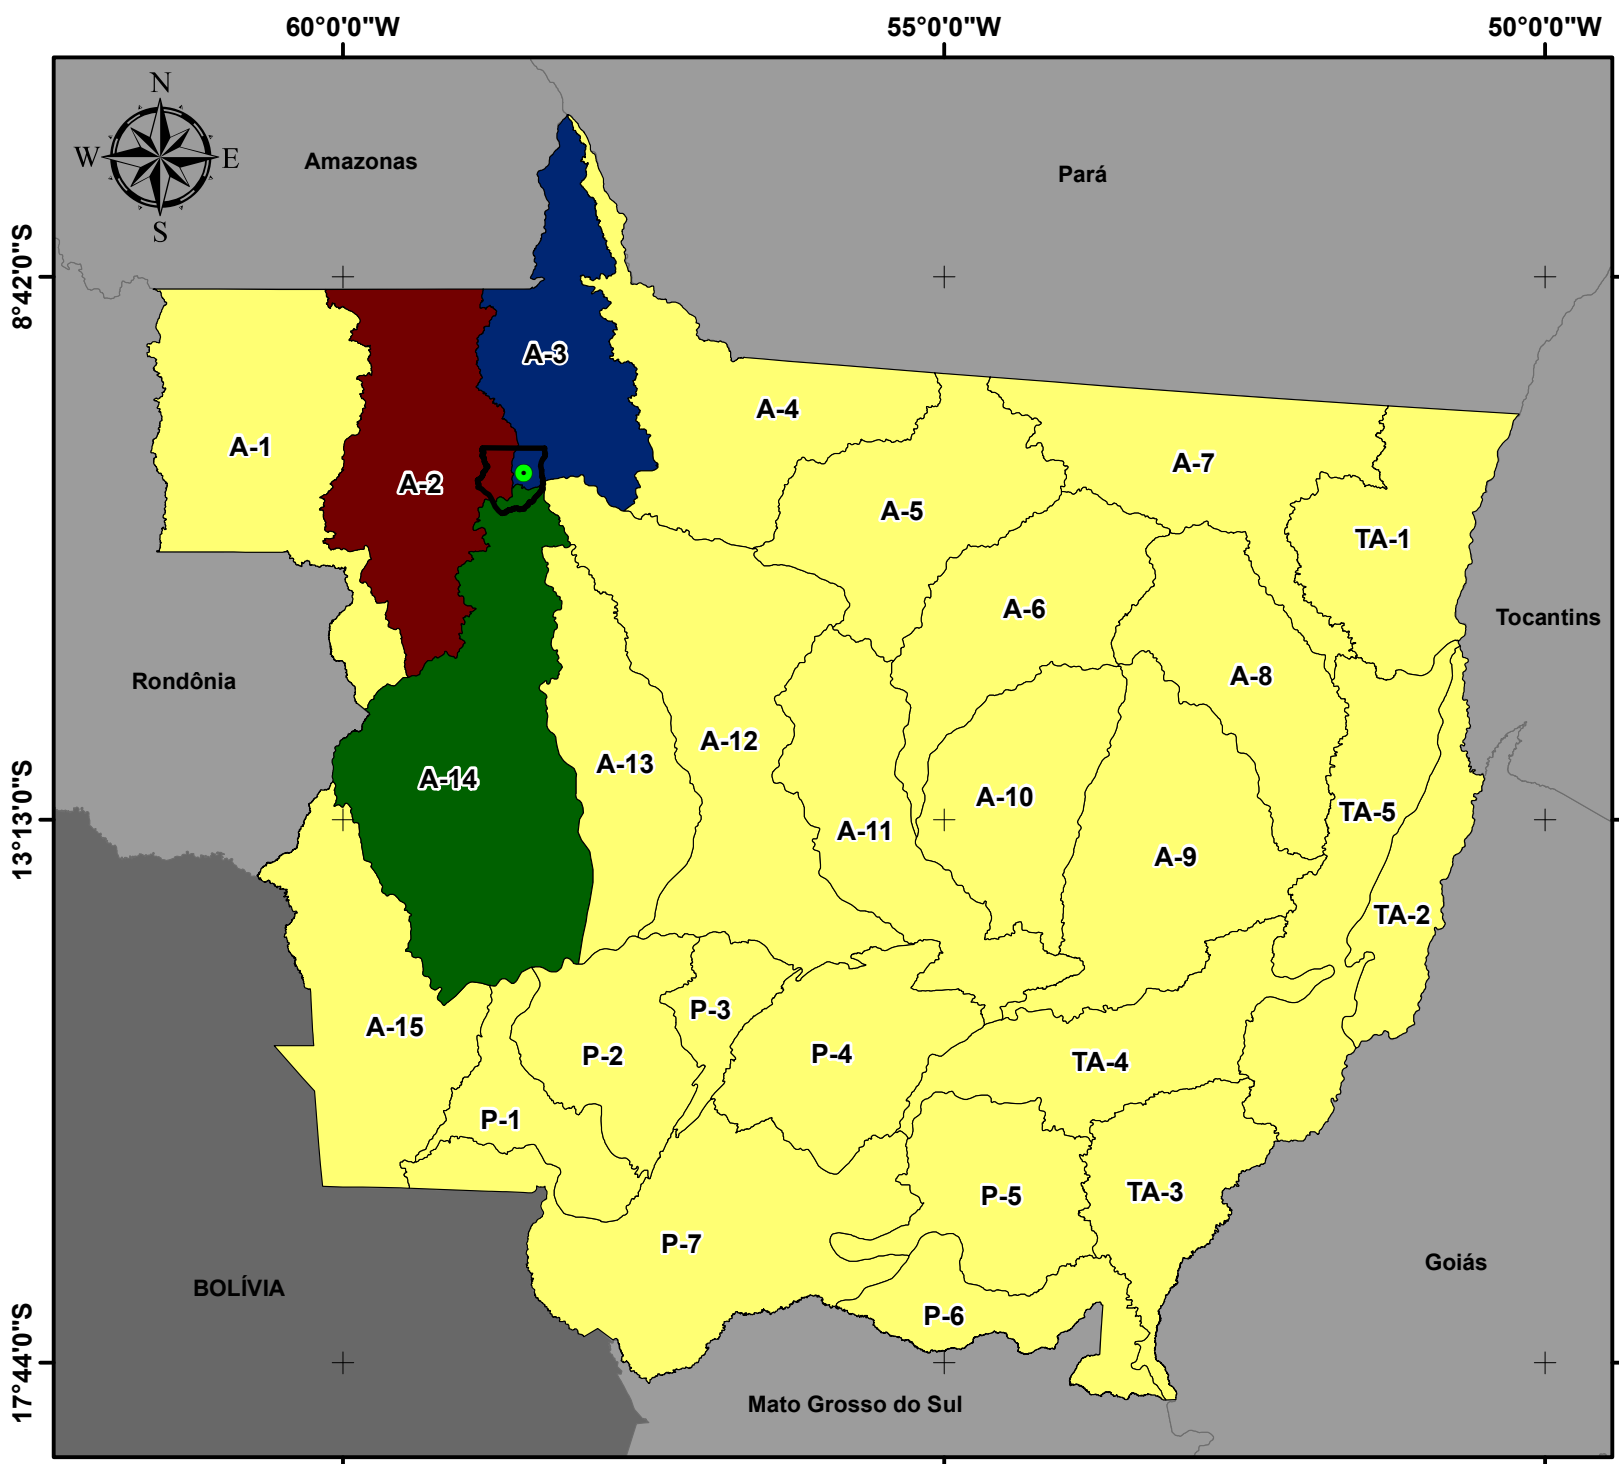 60°0'0"W 55°0'0"W 50°0'0"W
N
W E
S
Amazonas
Pará
8°42'0"S
A-3
A-4
A-1
A-7
A-2
A-5
TA-1
A-6
Tocantins
Rondônia
A-8
A-12
A-13
A-14
A-10
TA-5
A-11
13°13'0"S
A-9
TA-2
P-3
A-15
P-2
P-4
TA-4
P-1
TA-3
P-5
P-7
Goiás
BOLÍVIA
P-6
17°44'0"S
Mato Grosso do Sul